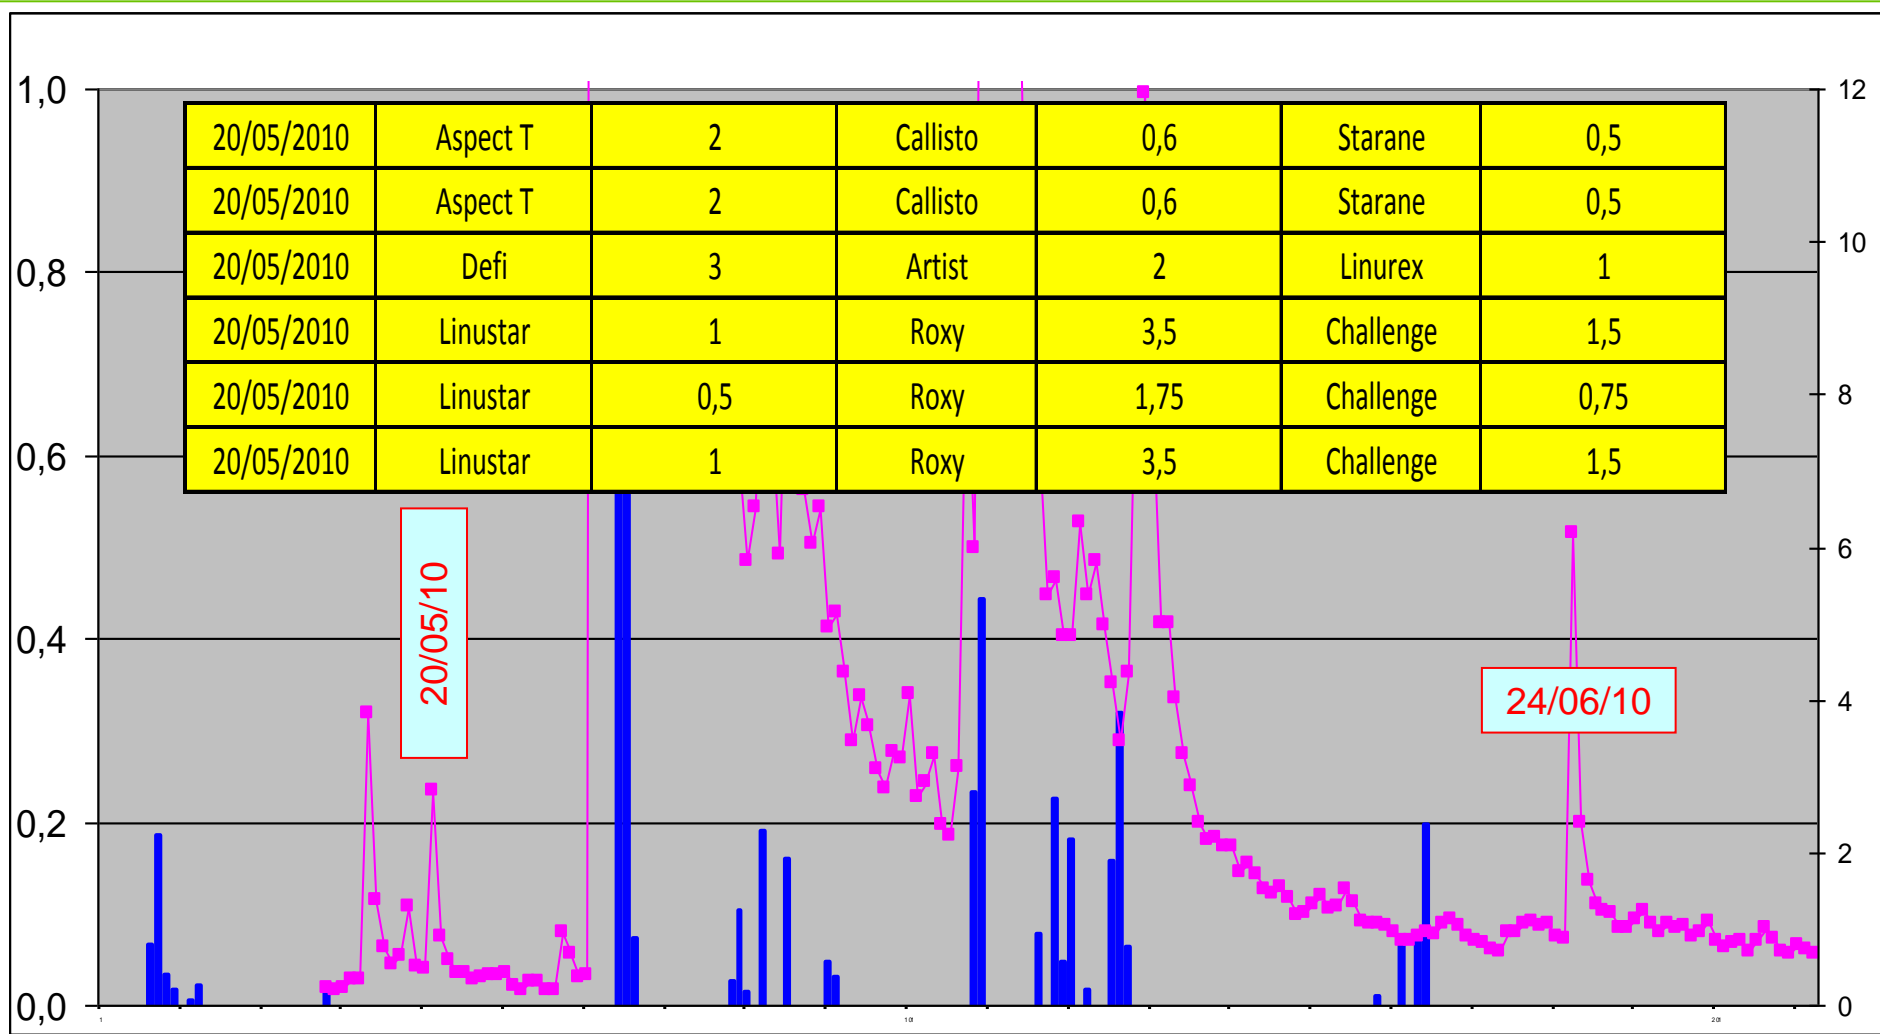 1,0
12
20/05/2010 Aspect T 2 Callisto 0,6 Starane 0,5
20/05/2010 Aspect T 2 Callisto 0,6 Starane 0,5
10
20/05/2010 Defi 3 Artist 2 Linurex 1
0,8
20/05/2010 Linustar 1 Roxy 3,5 Challenge 1,5
20/05/2010 Linustar 0,5 Roxy 1,75 Challenge 0,75
8
20/05/2010 Linustar 1 Roxy 3,5 Challenge 1,5
0,6
20/05/10
6
0,4
24/06/10
4
0,2
2
0,0
0
1 101 201